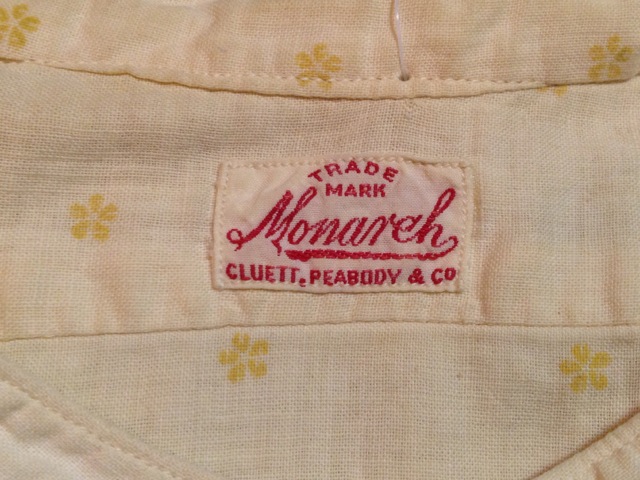 TRADE
MARK
Monarch
CLUETT, PEABODY & CO